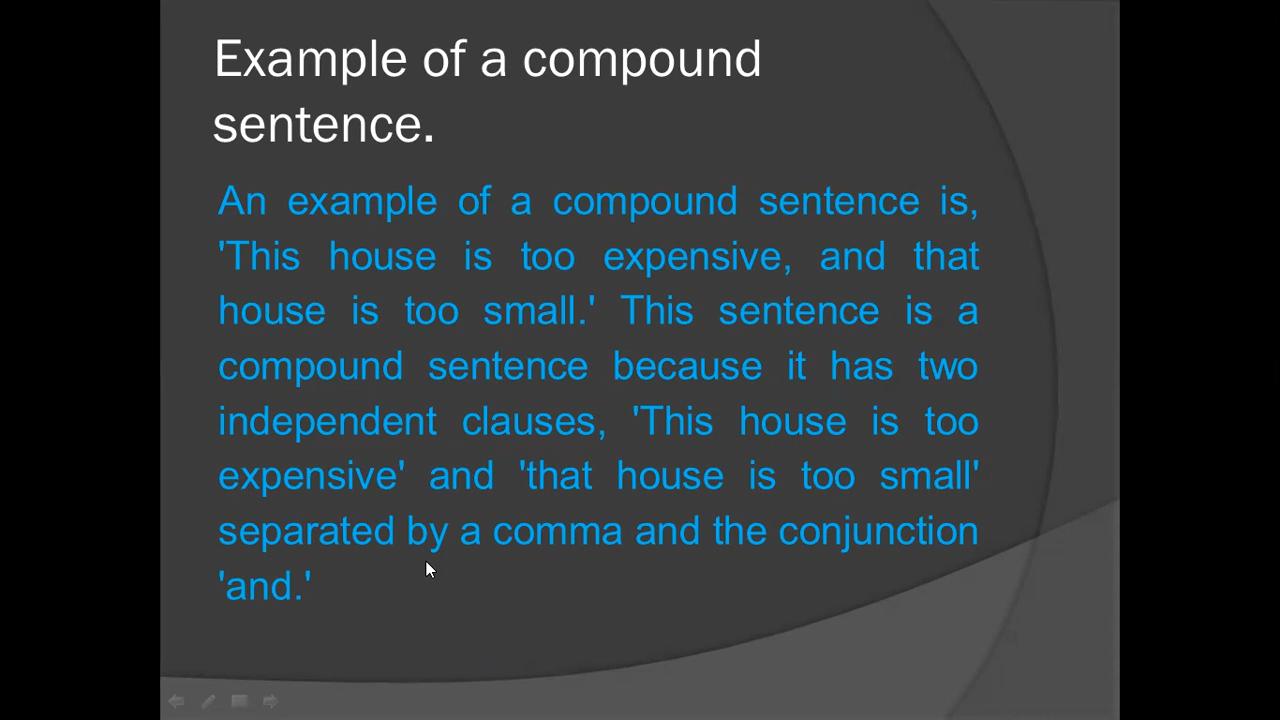 Example of a compound
sentence.
An example of a compound sentence is,
'This house is too expensive, and that
house is too small.' This sentence is a
compound sentence because it has two
independent clauses, 'This house is too
expensive' and 'that house is too small'
separated by a comma and the conjunction
'and.'